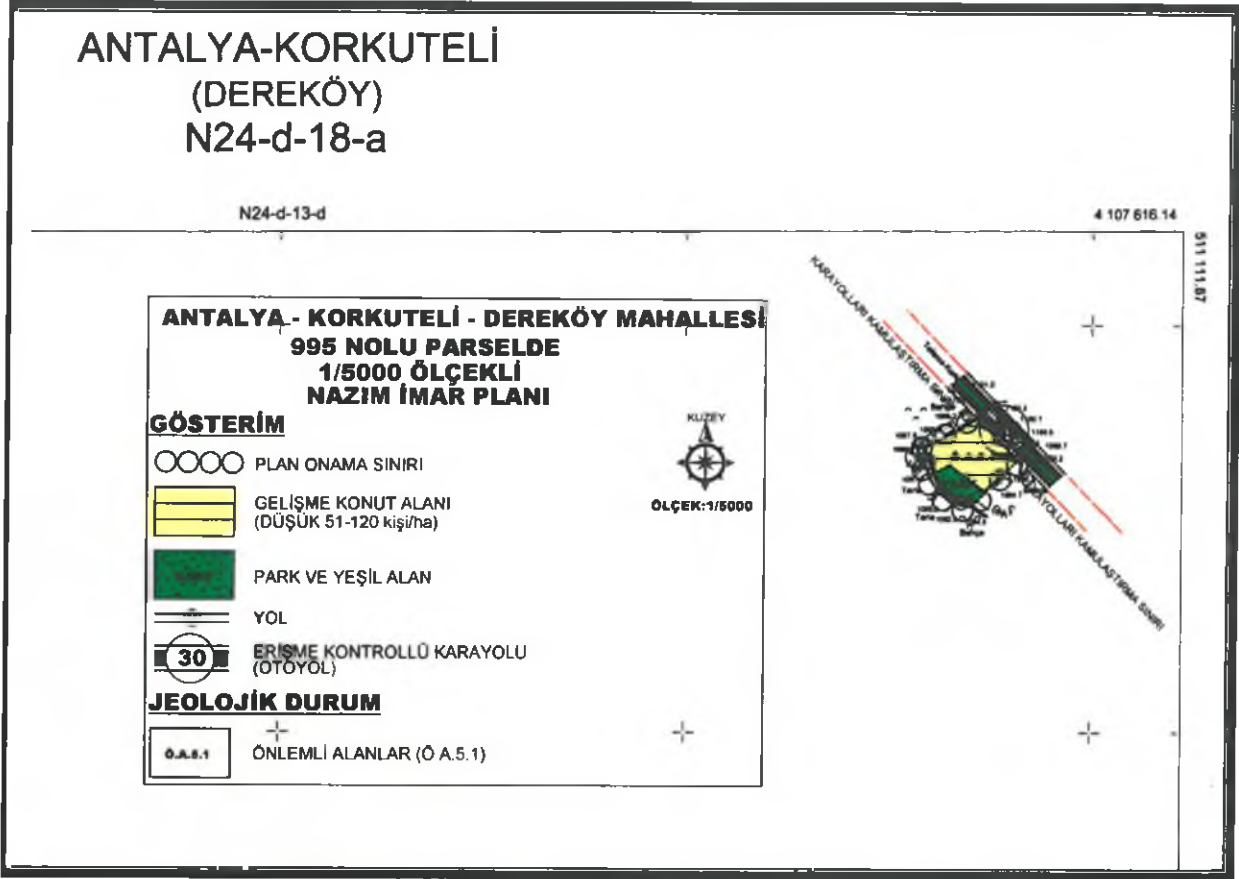 ANTALYA-KORKUTELİ
(DEREKÖY)
N24-d-18-a
N24-d-13-d
4 107 616.14
511 111.87
ANTALYA - KORKUTELİ - DEREKÖY MAHALLESİ
995 NOLU PARSELDE
1/5000 ÖLÇEKLİ
NAZIM İMAR PLANI
GÖSTERİM
KUZEY
ÖLÇEK:1/5000
PLAN ONAMA SINIRI
GELİŞME KONUT ALANI
(DÜŞÜK 51-120 kişi/ha)
PARK VE YEŞİL ALAN
YOL
30
ERİŞME KONTROLLÜ KARAYOLU
(OTOYOL)
JEOLOJİK DURUM
Ö.A.5.1
ÖNLEMLİ ALANLAR (Ö A.5.1)
KARAYOLLARI KAMULAŞTIRMA
KARAYOLLARI KAMULAŞTIRMA SINIRI